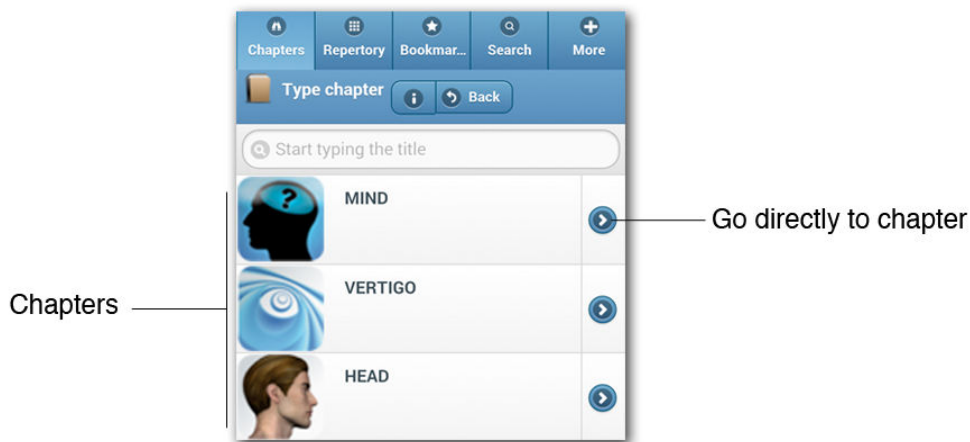 Chapters Repertory Bookmar... Search More
Type chapter Back
Start typing the title
MIND
Go directly to chapter
VERTIGO
Chapters
HEAD